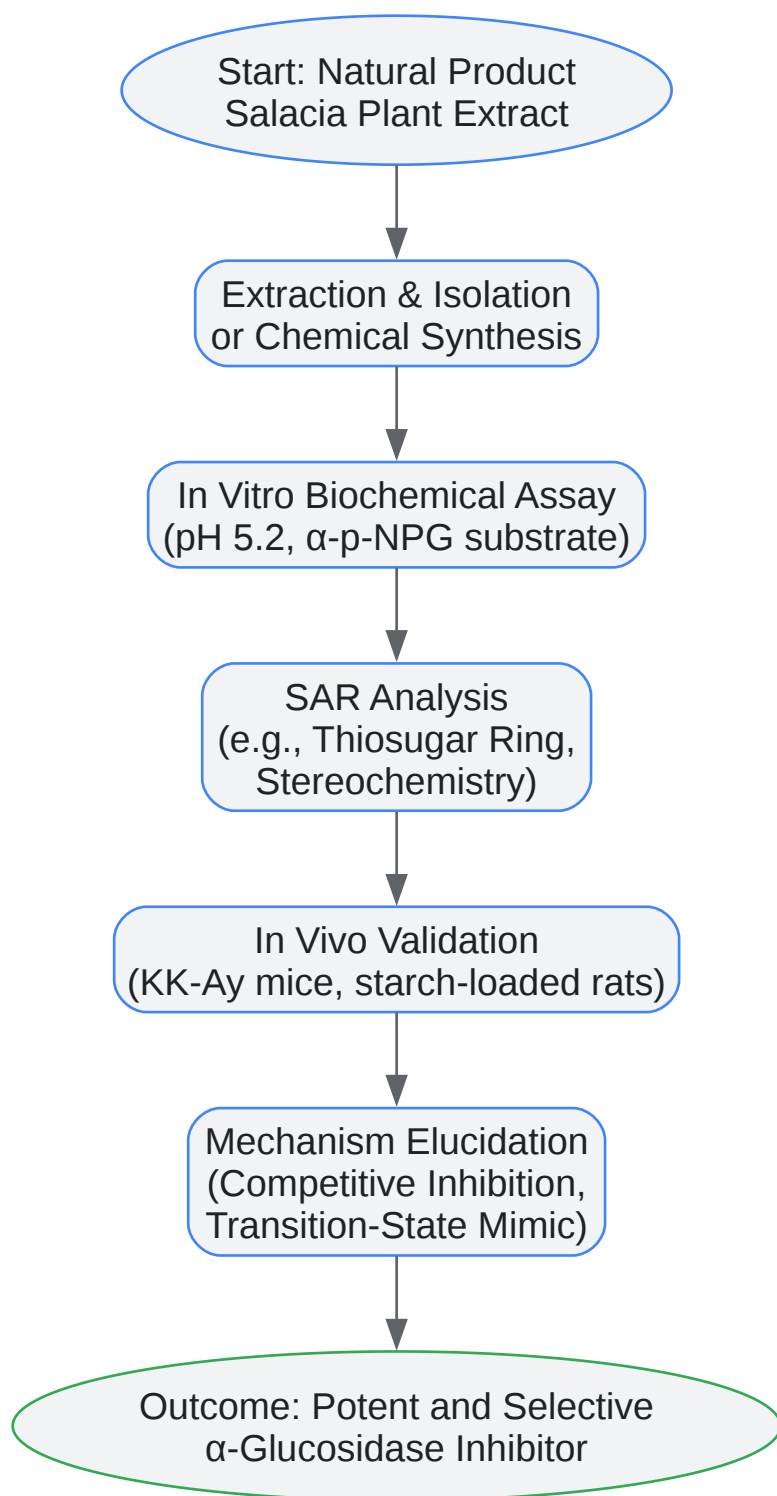 Start: Natural Product
Salacia Plant Extract
Extraction & Isolation
or Chemical Synthesis
In Vitro Biochemical Assay
(pH 5.2, α-p-NPG substrate)
SAR Analysis
(e.g., Thiosugar Ring,
Stereochemistry)
In Vivo Validation
(KK-Ay mice, starch-loaded rats)
Mechanism Elucidation
(Competitive Inhibition,
Transition-State Mimic)
Outcome: Potent and Selective
α-Glucosidase Inhibitor